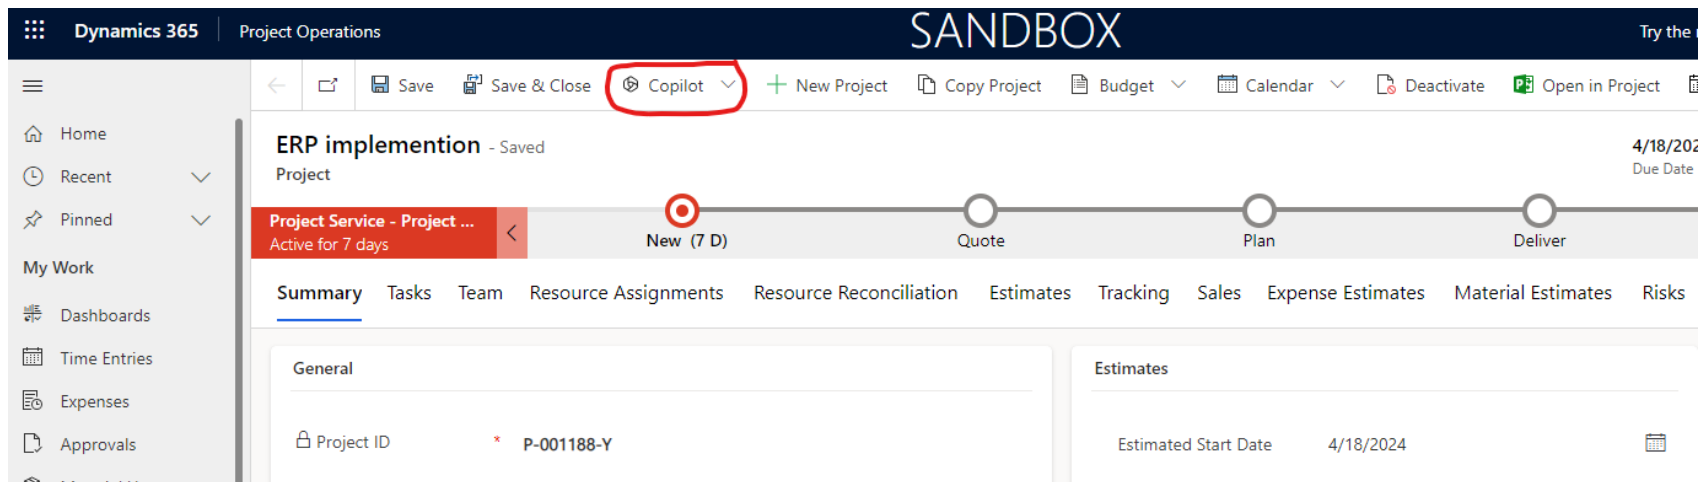 Dynamics 365 Project Operations SANDBOX Try the
Save Save & Close Copilot New Project Copy Project Budget Calendar Deactivate Open in Project
Home
Recent
Pinned
My Work
Dashboards
Time Entries
Expenses
Approvals
ERP implemention - Saved
Project
4/18/202
Due Date
Project Service - Project ...
Active for 7 days
New (7 D)
Quote
Plan
Deliver
Summary Tasks Team Resource Assignments Resource Reconciliation Estimates Tracking Sales Expense Estimates Material Estimates Risks
General
Project ID * P-001188-Y
Estimates
Estimated Start Date 4/18/2024